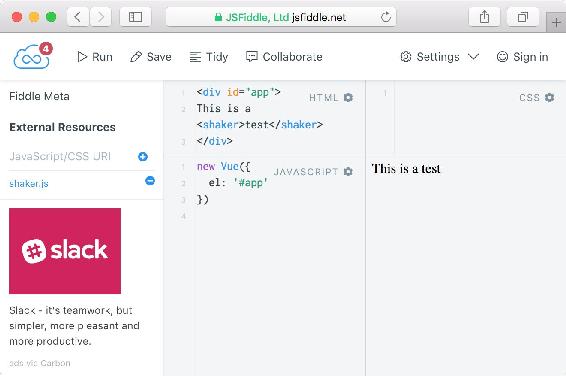 JSFiddle, Ltd jsfiddle.net
4
Run
Save
Tidy
Collaborate
Settings
Sign in
Fiddle Meta
External Resources
JavaScript/CSS URI
shaker.js
slack
Slack - it's teamwork, but
simpler, more pleasant and
more productive.
ads via Carbon
HTML
1 <div id="app">
2 This is a
<shaker>test</shaker>
3 </div>
JAVASCRIPT
1 new Vue({
2 el: '#app'
3 })
4
CSS
1
This is a test